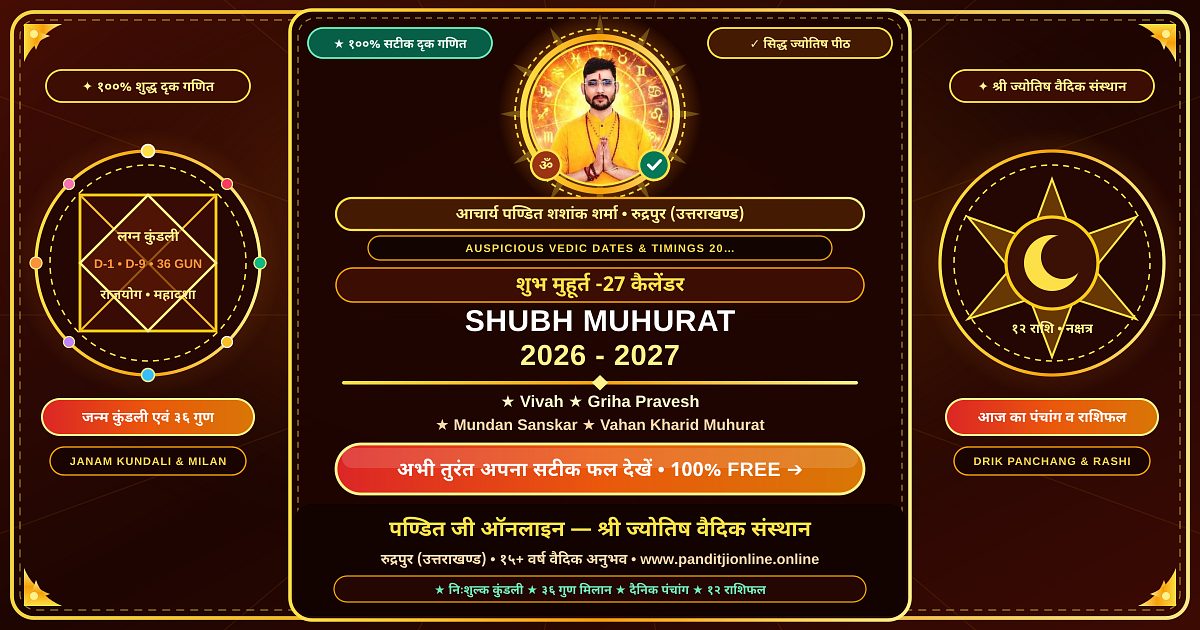 ✦ १००% शुद्ध दृक गणित
लग्न कुंडली
D-1 • D-9 • 36 GUN
राजयोग • महादशा
जन्म कुंडली एवं ३६ गुण
JANAM KUNDALI & MILAN
★ १००% सटीक दृक गणित
✓ सिद्ध ज्योतिष पीठ
ॐ
आचार्य पण्डित शशांक शर्मा • रुद्रपुर (उत्तराखण्ड)
AUSPICIOUS VEDIC DATES & TIMINGS 20...
शुभ मुहूर्त -27 कैलेंडर
SHUBH MUHURAT
2026 - 2027
★ Vivah ★ Griha Pravesh
★ Mundan Sanskar ★ Vahan Kharid Muhurat
अभी तुरंत अपना सटीक फल देखें • 100% FREE ➔
पण्डित जी ऑनलाइन — श्री ज्योतिष वैदिक संस्थान
रुद्रपुर (उत्तराखण्ड) • १५+ वर्ष वैदिक अनुभव • www.panditjionline.online
★ निःशुल्क कुंडली ★ ३६ गुण मिलान ★ दैनिक पंचांग ★ १२ राशिफल
✦ श्री ज्योतिष वैदिक संस्थान
१२ राशि • नक्षत्र
आज का पंचांग व राशिफल
DRIK PANCHANG & RASHI